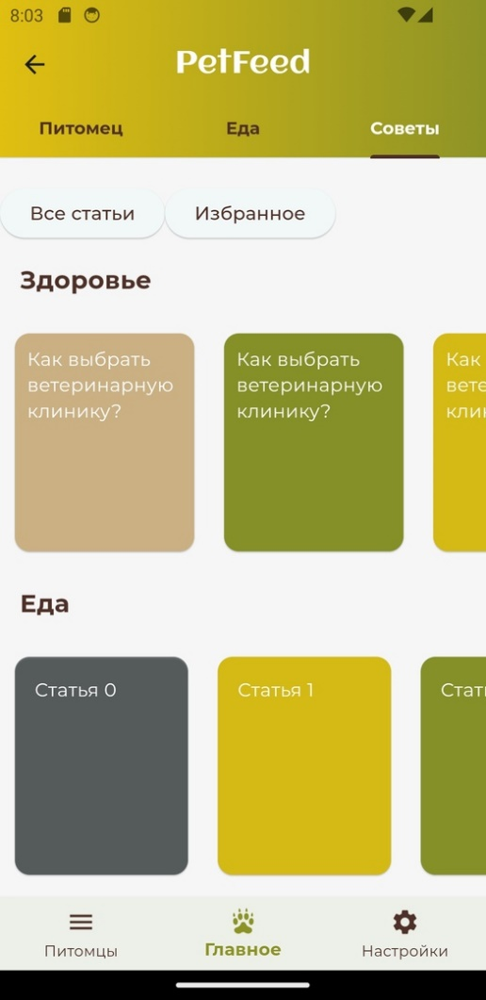 8:03
PetFeed
Питомец Еда Советы
Все статьи Избранное
Здоровье
Как выбрать
ветеринарную
клинику?
Как выбрать
ветеринарную
клинику?
Как
вете
клин
Еда
Статья 0
Статья 1
Стать
Питомцы Главное Настройки